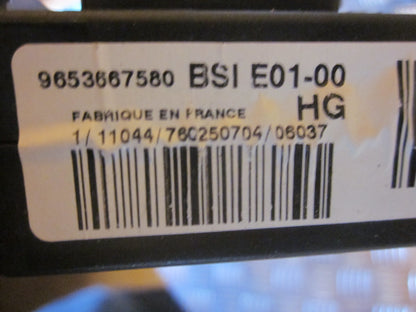 9653667580 BSI E01-00
HG
FABRIQUE EN FRANCE
1/11044/760250704/06037